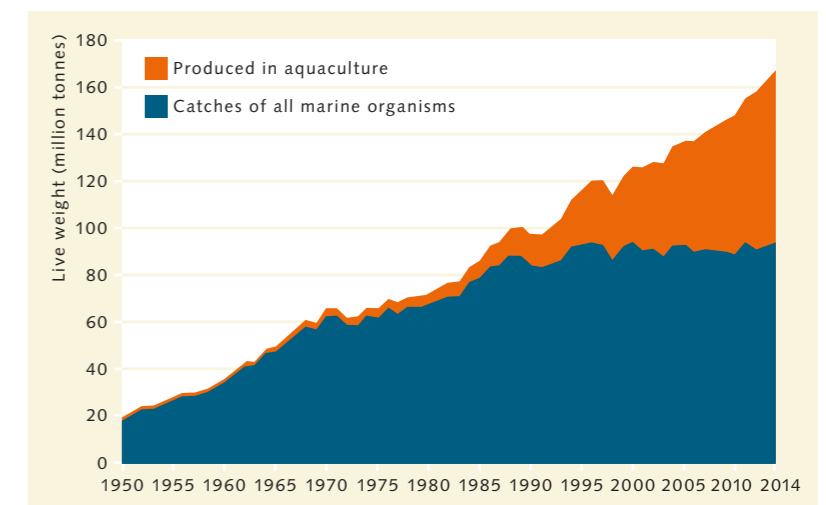 Live weight (million tonnes)
180
160
140
120
100
80
60
40
20
0
Produced in aquaculture
Catches of all marine organisms
1950 1955 1960 1965 1970 1975 1980 1985 1990 1995 2000 2005 2010 2014